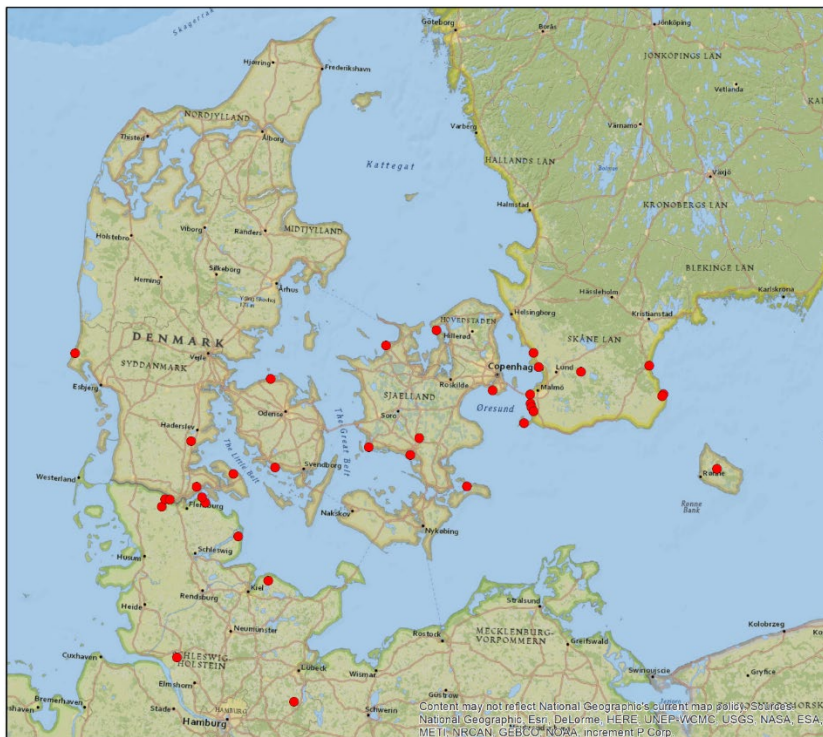 Skagerrak
Göteborg
Borås
Jönköping
JÖNKÖPINGS LÄN
Hjørring
Frederikshavn
Vetlanda
NORDJYLLAND
Varberg
Värnamo
Thisted
Ålborg
Kattegat
HALLANDS LÄN
Växjö
KRONOBERGS LÄN
Halmstad
Viborg
Randers
MIDTJYLLAND
Holstebro
BLEKINGE LÄN
Silkeborg
Herning
Århus
Hässleholm
Karlskrona
Helsingborg
Kristianstad
HOVEDSTADEN
Hillerød
DENMARK
SKÅNE LÄN
Vejle
SYDDANMARK
Copenhagen
Lund
Esbjerg
Roskilde
Malmö
SJAELLAND
Odense
Soro
Øresund
Haderslev
The Great Belt
The Little Belt
Svendborg
Westerland
Rønne
Nakskov
Rønne
Bank
Flensburg
Nykøbing
Schleswig
Husum
Kiel
Rendsburg
Heide
Stralsund
Neumünster
MECKLENBURG-
VORPOMMERN
Rostock
Greifswald
Kolobrzeg
Cuxhaven
SCHLESWIG-
HOLSTEIN
Lübeck
Wismar
Swinoujscie
Gryfice
Elmshorn
Bremerhaven
Stade
HAMBURG
Hamburg
Schwerin
Güstrow
Content may not reflect National Geographic's current map policy. Sources:
National Geographic, Esri, DeLorme, HERE, UNEP-WCMC, USGS, NASA, ESA,
METI, NRCAN, GEBCO, NOAA, increment P Corp.